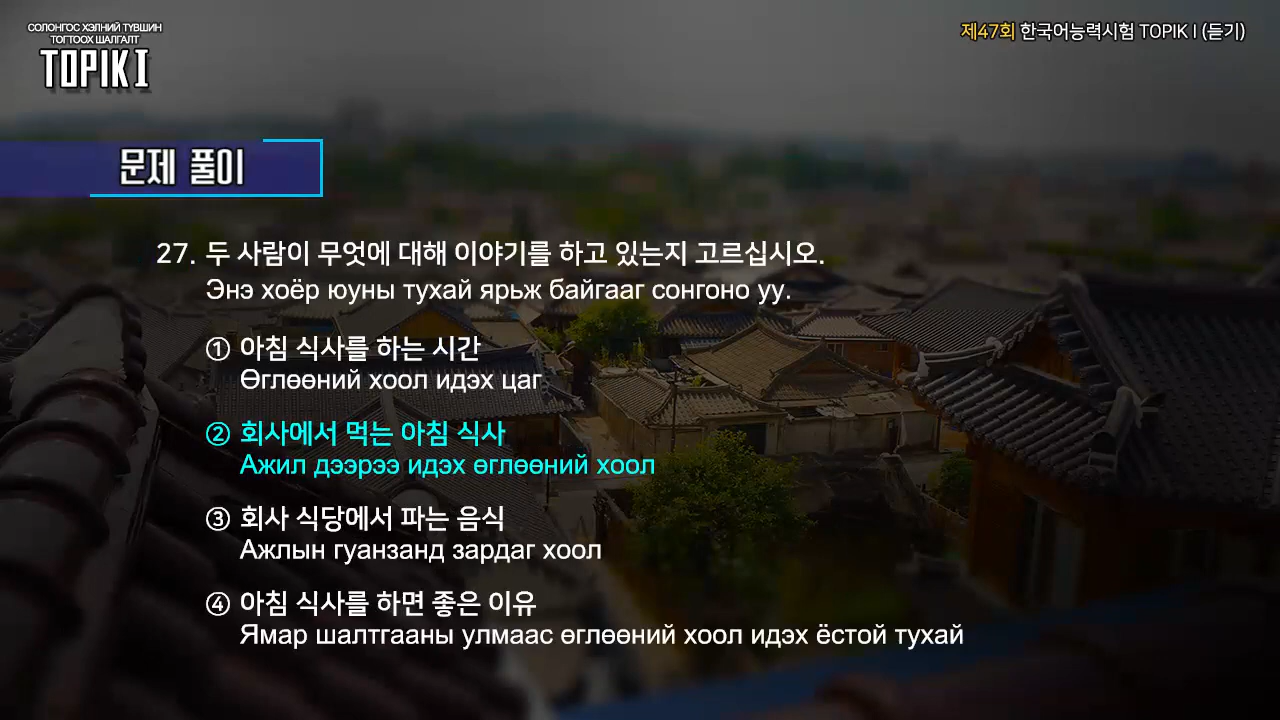 СОЛОНГОС ХЭЛНИЙ ТҮВШИН
ТОГТООХ ШАЛГАЛТ
TOPIK I
제47회 한국어능력시험 TOPIK I (듣기)
문제 풀이
27. 두 사람이 무엇에 대해 이야기를 하고 있는지 고르십시오.
Энэ хоёр юуны тухай ярьж байгааг сонгоно уу.
① 아침 식사를 하는 시간
Өглөөний хоол идэх цаг
② 회사에서 먹는 아침 식사
Ажил дээрээ идэх өглөөний хоол
③ 회사 식당에서 파는 음식
Ажлын гуанзанд зардаг хоол
④ 아침 식사를 하면 좋은 이유
Ямар шалтгааны улмаас өглөөний хоол идэх ёстой тухай